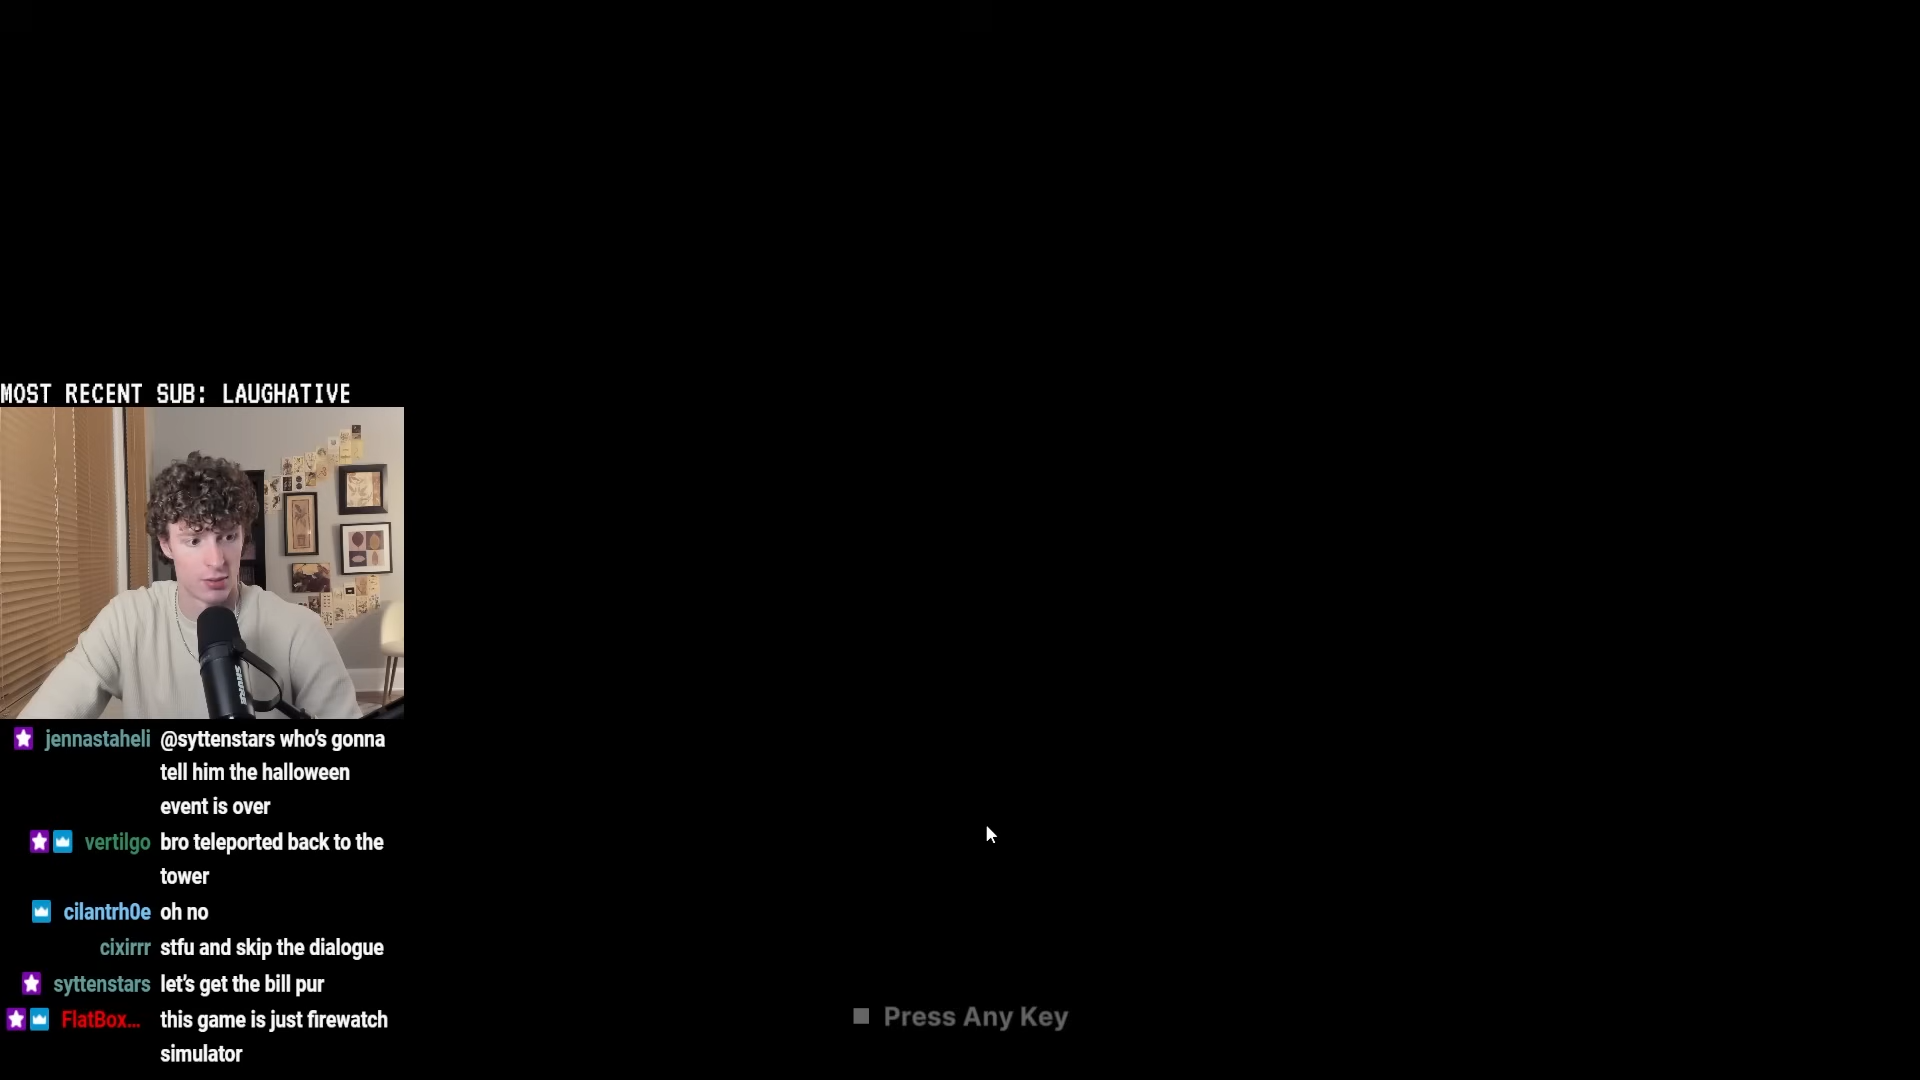 MOST RECENT SUB: LAUGHATIVE
SHURE
jennastaheli @syttenstars who's gonna
tell him the halloween
event is over
vertilgo bro teleported back to the
tower
cilantrh0e oh no
cixirrr stfu and skip the dialogue
syttenstars let's get the bill pur
FlatBox... this game is just firewatch
simulator
Press Any Key